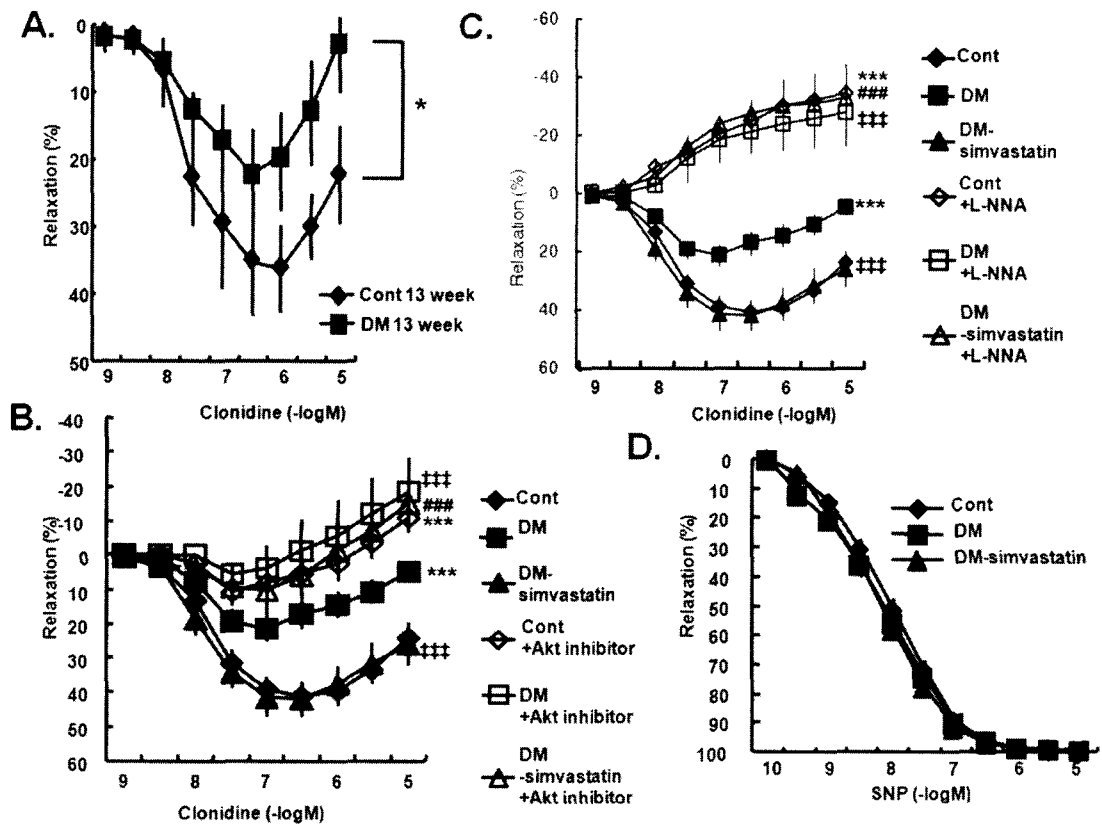 A.
0
10
20
30
40
50
Relaxation (%)
*
Cont 13 week
DM 13 week
9 8 7 6 5
Clonidine (-logM)
B.
-40
-30
-20
-10
0
10
20
30
40
50
60
Relaxation (%)
‡‡‡
###
***
***
‡‡‡
Cont
DM
DM-
simvastatin
Cont
+Akt inhibitor
DM
+Akt inhibitor
DM
-simvastatin
+Akt inhibitor
9 8 7 6 5
Clonidine (-logM)
C.
-60
-40
-20
0
20
40
60
Relaxation (%)
***
###
‡‡‡
***
‡‡‡
Cont
DM
DM-
simvastatin
Cont
+L-NNA
DM
+L-NNA
DM
-simvastatin
+L-NNA
9 8 7 6 5
Clonidine (-logM)
D.
0
10
20
30
40
50
60
70
80
90
100
Relaxation (%)
Cont
DM
DM-simvastatin
10 9 8 7 6 5
SNP (-logM)